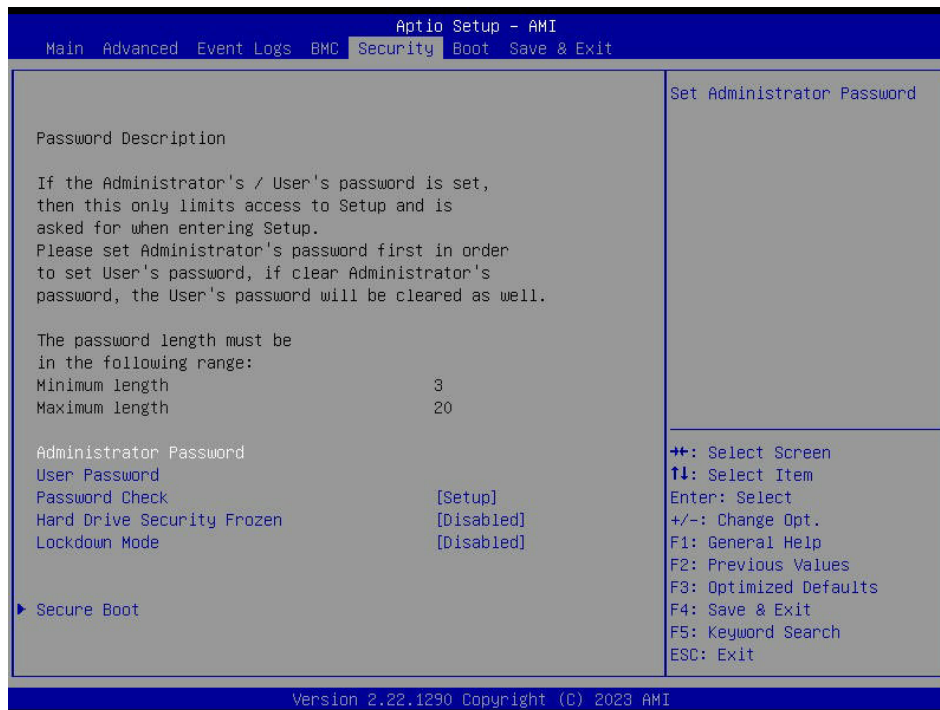 Aptio Setup – AMI
Main Advanced Event Logs BMC Security Boot Save & Exit
Set Administrator Password
Password Description
If the Administrator's / User's password is set,
then this only limits access to Setup and is
asked for when entering Setup.
Please set Administrator's password first in order
to set User's password, if clear Administrator's
password, the User's password will be cleared as well.
The password length must be
in the following range:
Minimum length 3
Maximum length 20
Administrator Password
User Password
Password Check [Setup]
Hard Drive Security Frozen [Disabled]
Lockdown Mode [Disabled]
▶ Secure Boot
→←: Select Screen
↑↓: Select Item
Enter: Select
+/-: Change Opt.
F1: General Help
F2: Previous Values
F3: Optimized Defaults
F4: Save & Exit
F5: Keyword Search
ESC: Exit
Version 2.22.1290 Copyright (C) 2023 AMI